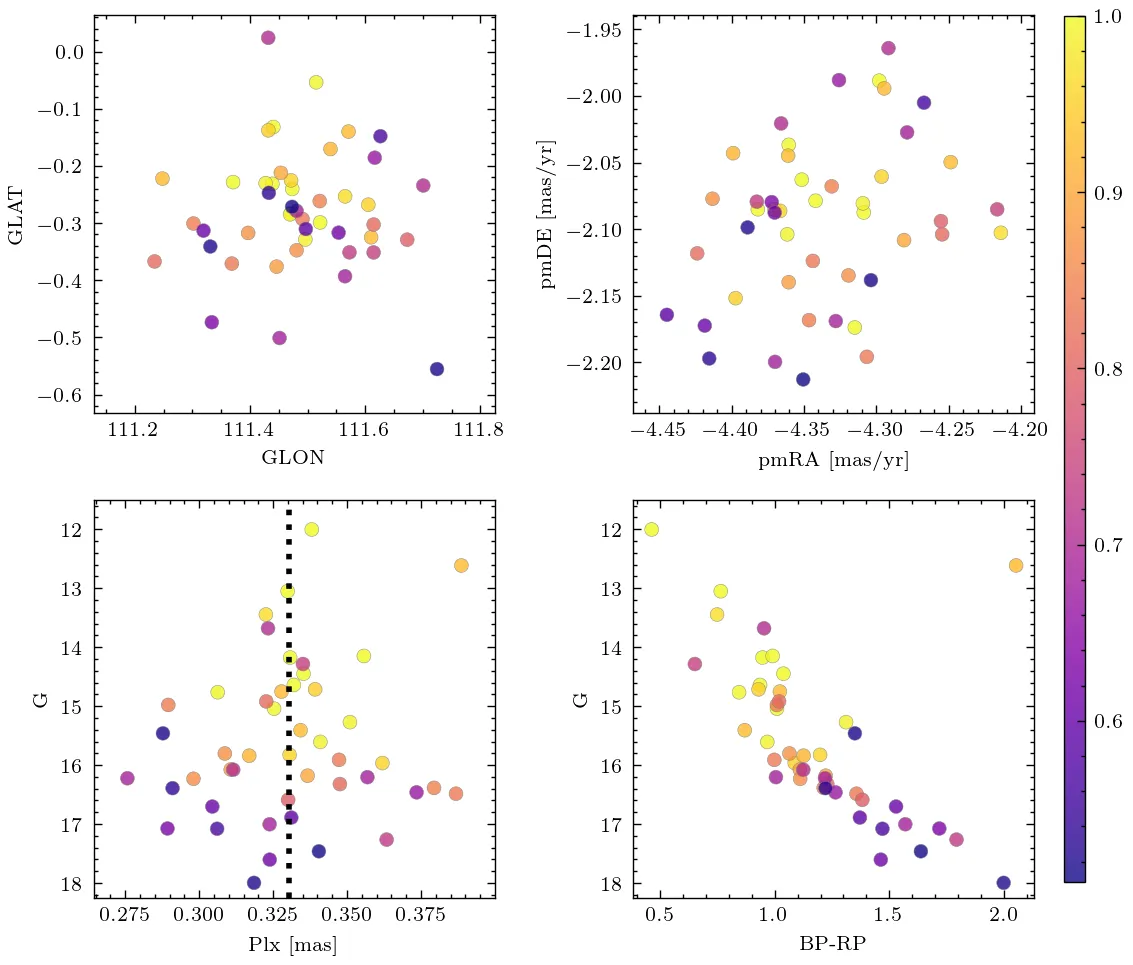 0.0
−0.1
−0.2
−0.3
−0.4
−0.5
−0.6
GLAT
111.2 111.4 111.6 111.8
GLON
−1.95
−2.00
−2.05
−2.10
−2.15
−2.20
pmDE [mas/yr]
−4.45 −4.40 −4.35 −4.30 −4.25 −4.20
pmRA [mas/yr]
12
13
14
15
16
17
18
G
0.275 0.300 0.325 0.350 0.375
Plx [mas]
12
13
14
15
16
17
18
G
0.5 1.0 1.5 2.0
BP-RP
1.0
0.9
0.8
0.7
0.6